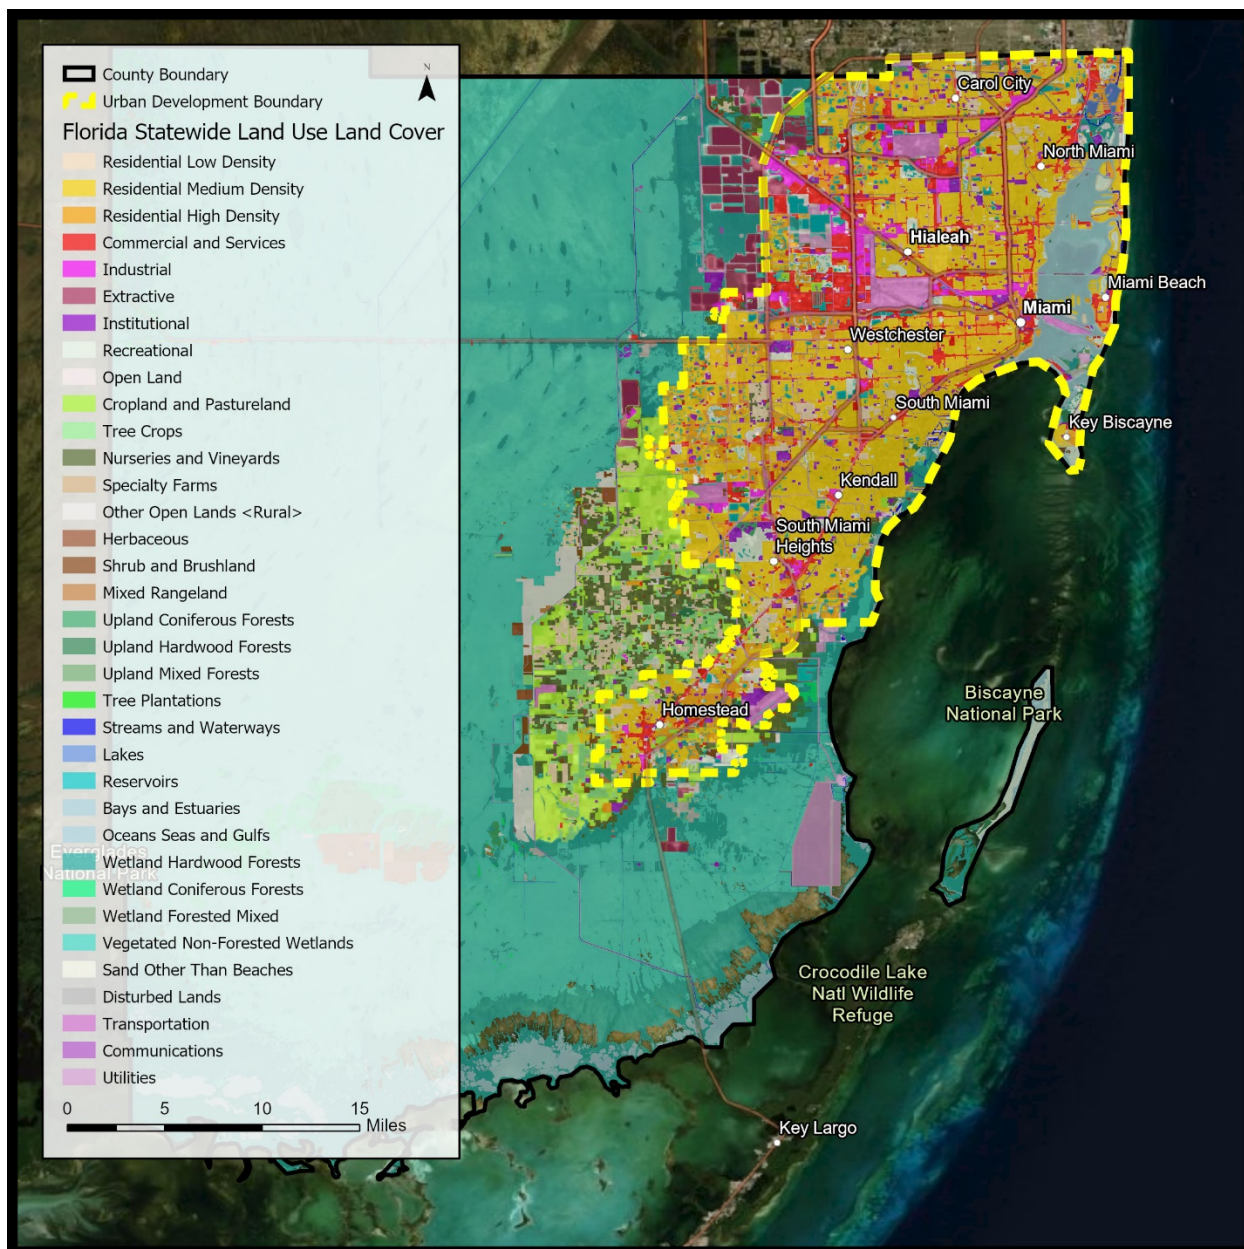 N
County Boundary
Urban Development Boundary
Florida Statewide Land Use Land Cover
Residential Low Density
Residential Medium Density
Residential High Density
Commercial and Services
Industrial
Extractive
Institutional
Recreational
Open Land
Cropland and Pastureland
Tree Crops
Nurseries and Vineyards
Specialty Farms
Other Open Lands <Rural>
Herbaceous
Shrub and Brushland
Mixed Rangeland
Upland Coniferous Forests
Upland Hardwood Forests
Upland Mixed Forests
Tree Plantations
Streams and Waterways
Lakes
Reservoirs
Bays and Estuaries
Oceans Seas and Gulfs
Wetland Hardwood Forests
Wetland Coniferous Forests
Wetland Forested Mixed
Vegetated Non-Forested Wetlands
Sand Other Than Beaches
Disturbed Lands
Transportation
Communications
Utilities
0 5 10 15
Miles
Everglades
National Park
Carol City
North Miami
Hialeah
Miami Beach
Miami
Westchester
South Miami
Key Biscayne
Kendall
South Miami
Heights
Homestead
Biscayne
National Park
Crocodile Lake
Natl Wildlife
Refuge
Key Largo